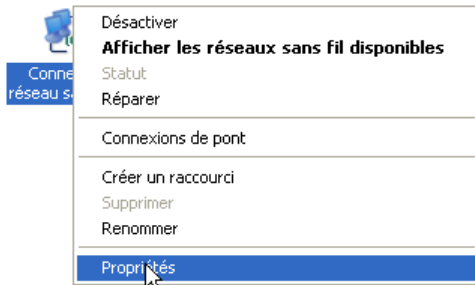 Désactiver
Afficher les réseaux sans fil disponibles
Statut
Réparer
Connexions de pont
Créer un raccourci
Supprimer
Renommer
Propriétés
Conne
réseau s